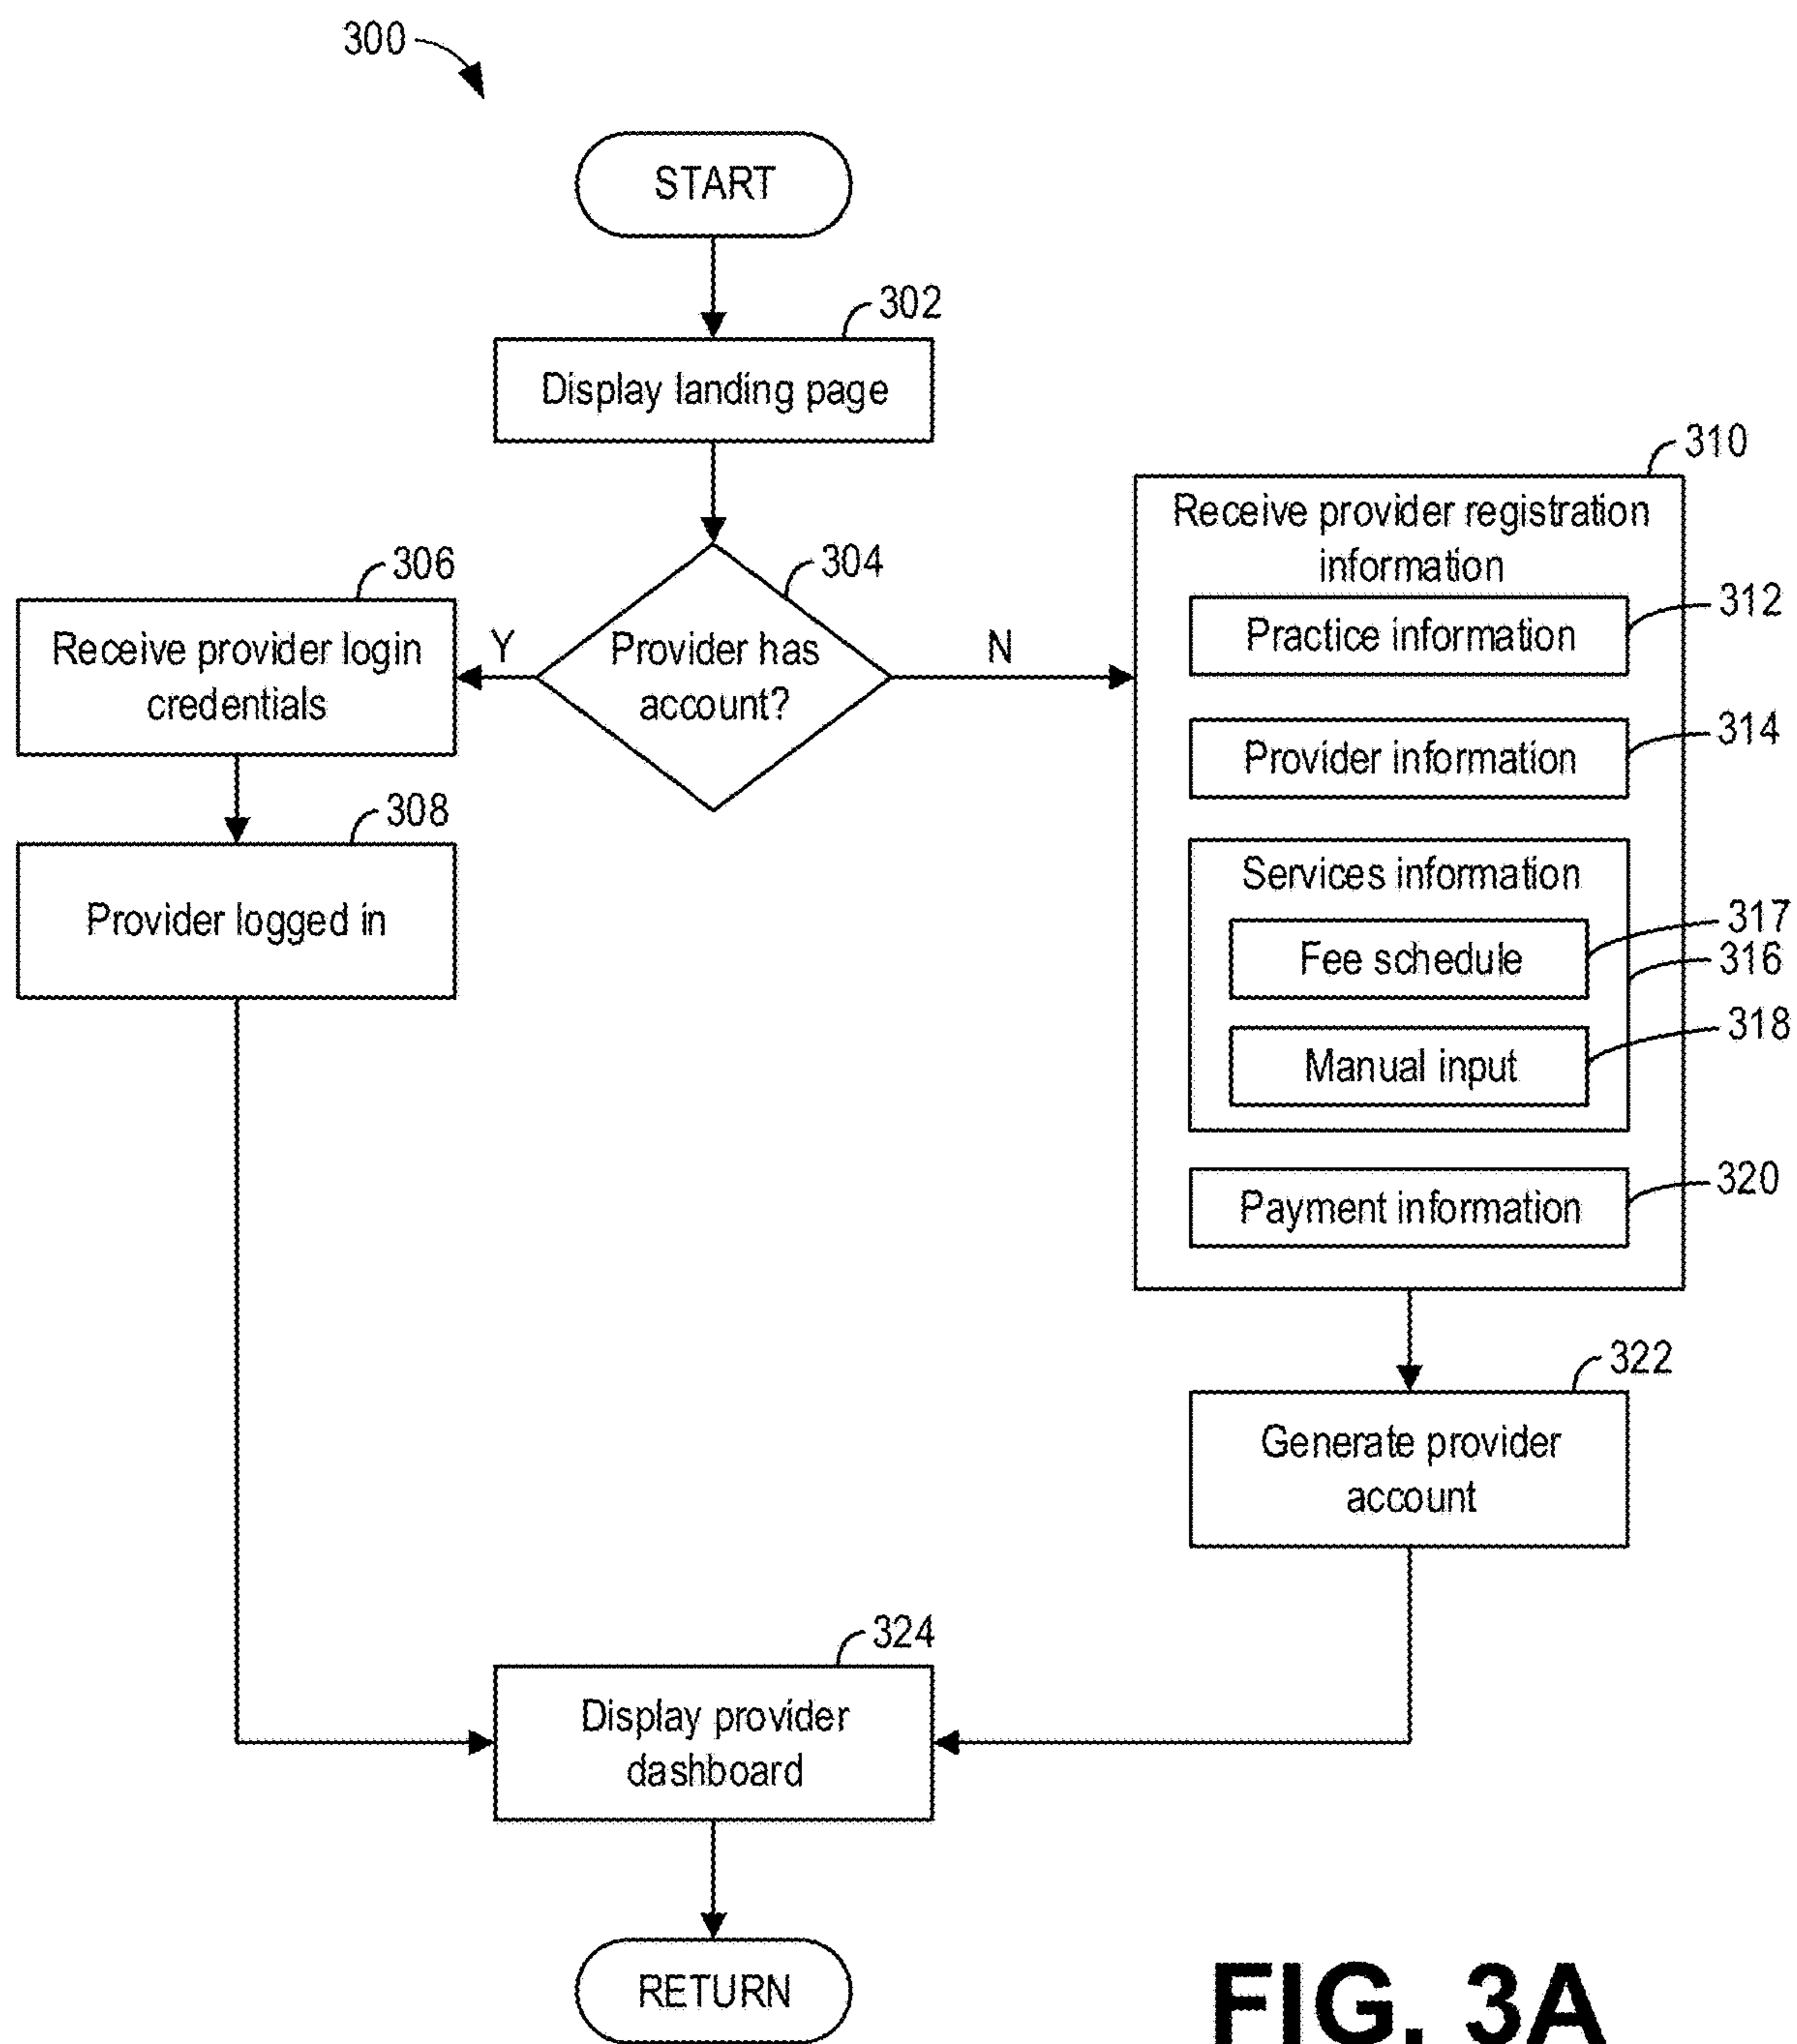 300
START
302
Display landing page
310
Receive provider registration
information
306
304
312
Receive provider login
credentials
Y
Provider has
account?
N
Practice information
314
Provider information
308
Provider logged in
Services information
317
Fee schedule
316
318
Manual input
320
Payment information
322
Generate provider
account
324
Display provider
dashboard
RETURN
FIG. 3A